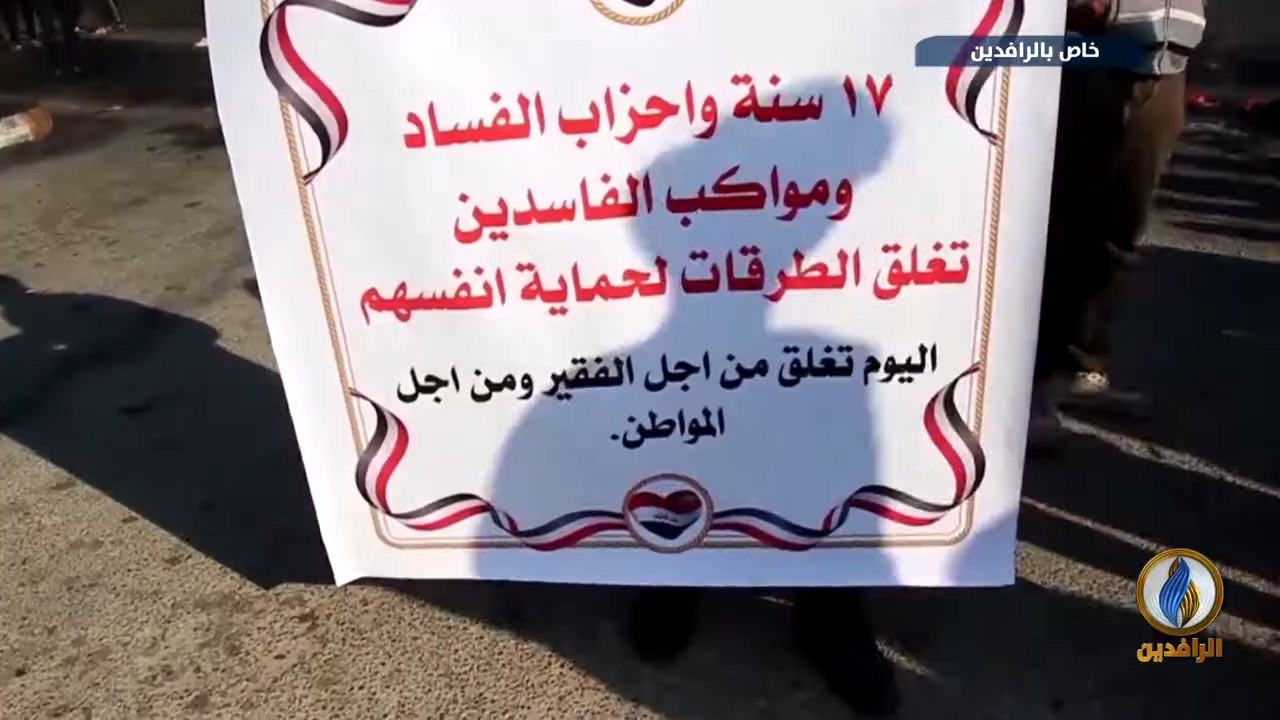 خاص بالرافدين
١٧ سنة واحزاب الفساد
ومواكب الفاسدين
تغلق الطرقات لحماية انفسهم
اليوم تغلق من اجل الفقير ومن اجل
المواطن.
الرافدين